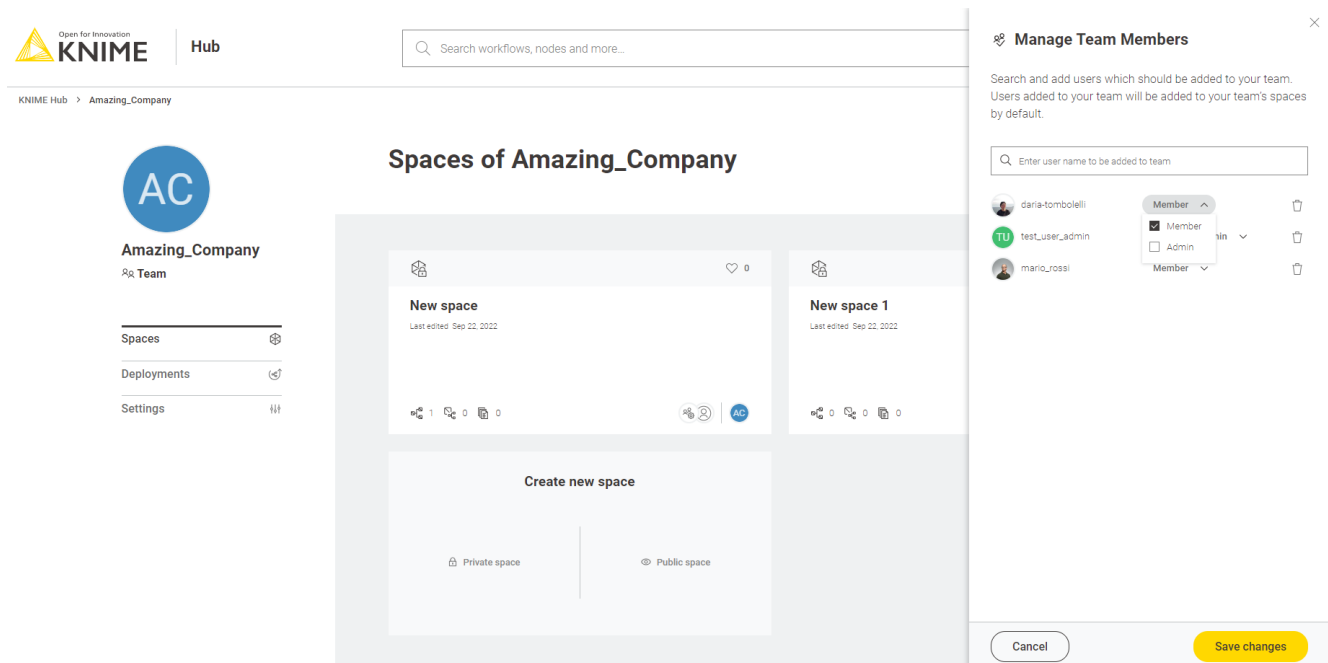 Open for Innovation
KNIME
Hub
Search workflows, nodes and more...
KNIME Hub > Amazing_Company
AC
Amazing_Company
Team
Spaces
Deployments
Settings
Spaces of Amazing_Company
0
New space
Last edited Sep 22, 2022
1 0 0
AC
New space 1
Last edited Sep 22, 2022
0 0 0
Create new space
Private space
Public space
Manage Team Members
Search and add users which should be added to your team.
Users added to your team will be added to your team's spaces
by default.
Enter user name to be added to team
daria-tombolelli Member
Member
Admin
TU test_user_admin
mario_rossi Member
Cancel
Save changes